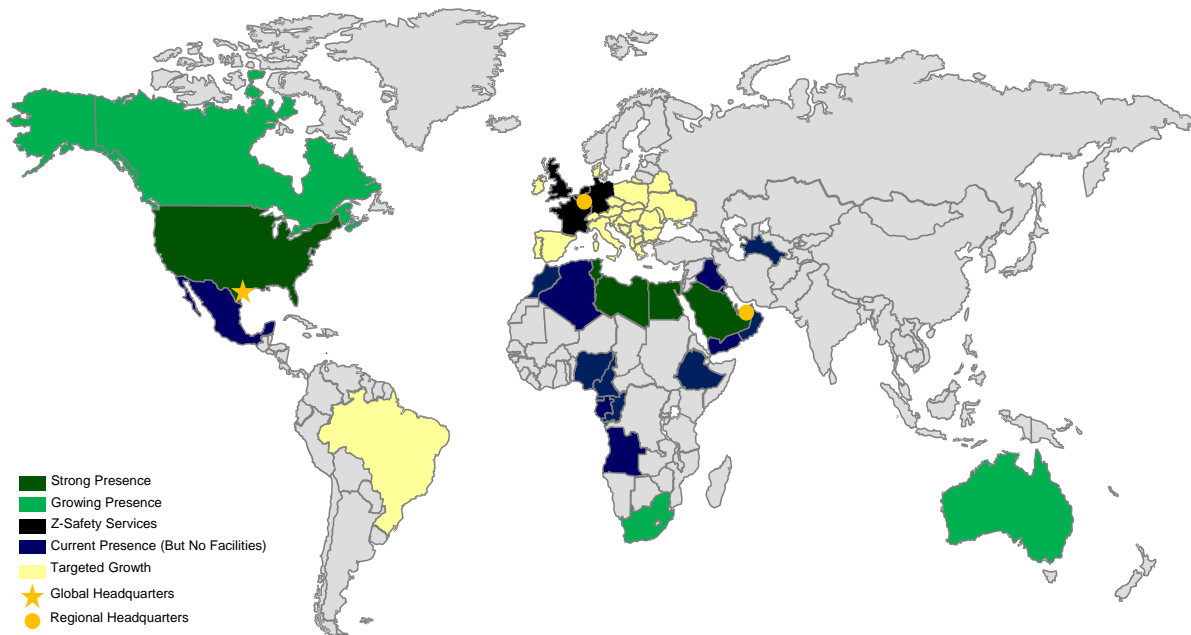 Strong Presence
Growing Presence
Z-Safety Services
Current Presence (But No Facilities)
Targeted Growth
Global Headquarters
Regional Headquarters